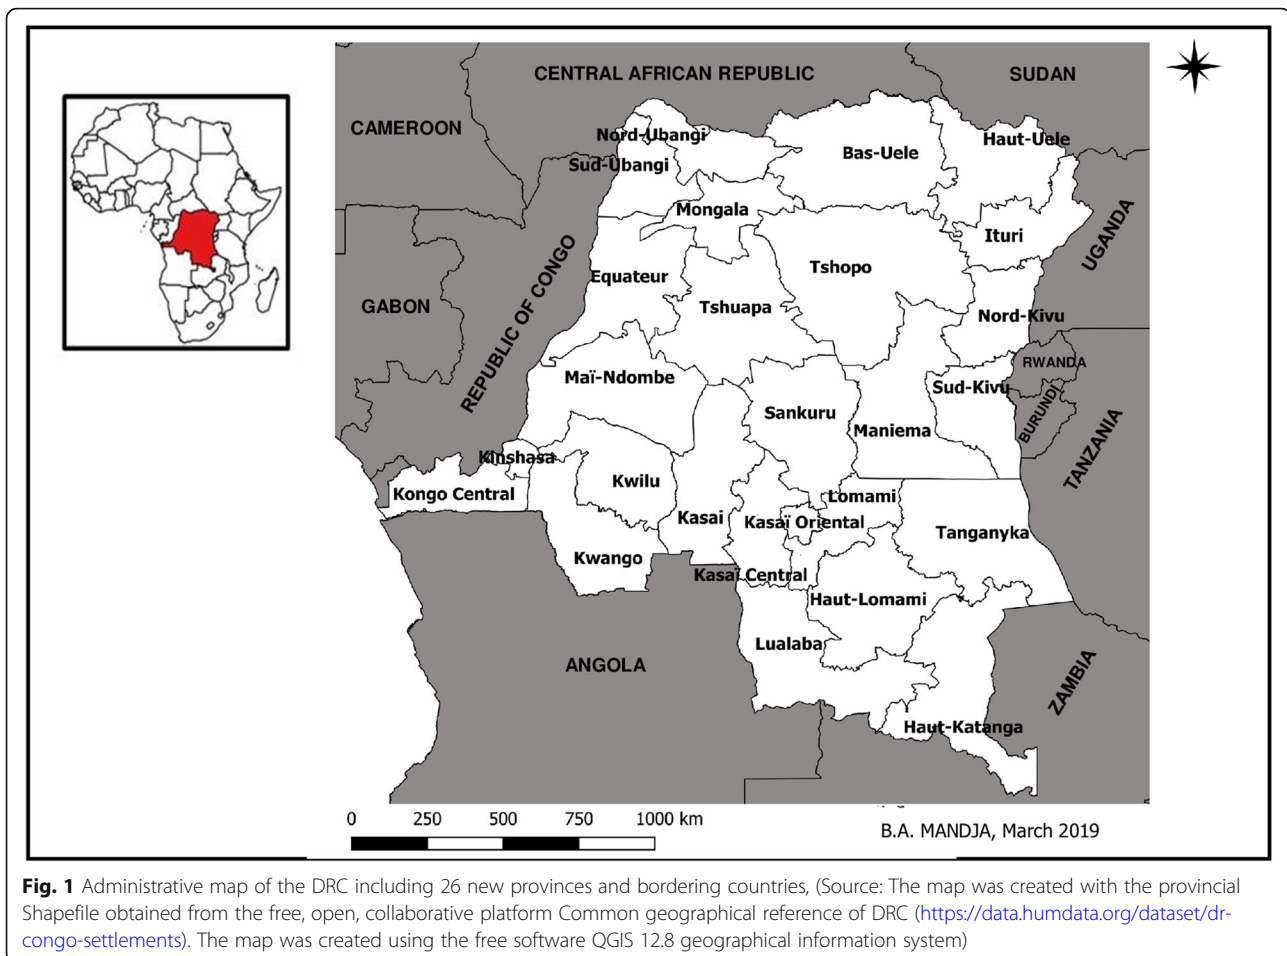 CENTRAL AFRICAN REPUBLIC
SUDAN
CAMEROON
Nord-Ubangi
Haut-Uele
Bas-Uele
Sud-Ubangi
Mongala
UGANDA
Ituri
Tshopo
Equateur
REPUBLIC OF CONGO
GABON
Tshuapa
Nord-Kivu
RWANDA
Maï-Ndombe
Sud-Kivu
BURUNDI
Sankuru
Maniema
TANZANIA
Kinshasa
Kwilu
Kongo Central
Lomami
Kasai
Kasaï Oriental
Tanganyka
Kwango
Kasaï Central
Haut-Lomami
Lualaba
ANGOLA
ZAMBIA
Haut-Katanga
0 250 500 750 1000 km
B.A. MANDJA, March 2019
Fig. 1 Administrative map of the DRC including 26 new provinces and bordering countries, (Source: The map was created with the provincial
Shapefile obtained from the free, open, collaborative platform Common geographical reference of DRC (https://data.humdata.org/dataset/dr-
congo-settlements). The map was created using the free software QGIS 12.8 geographical information system)